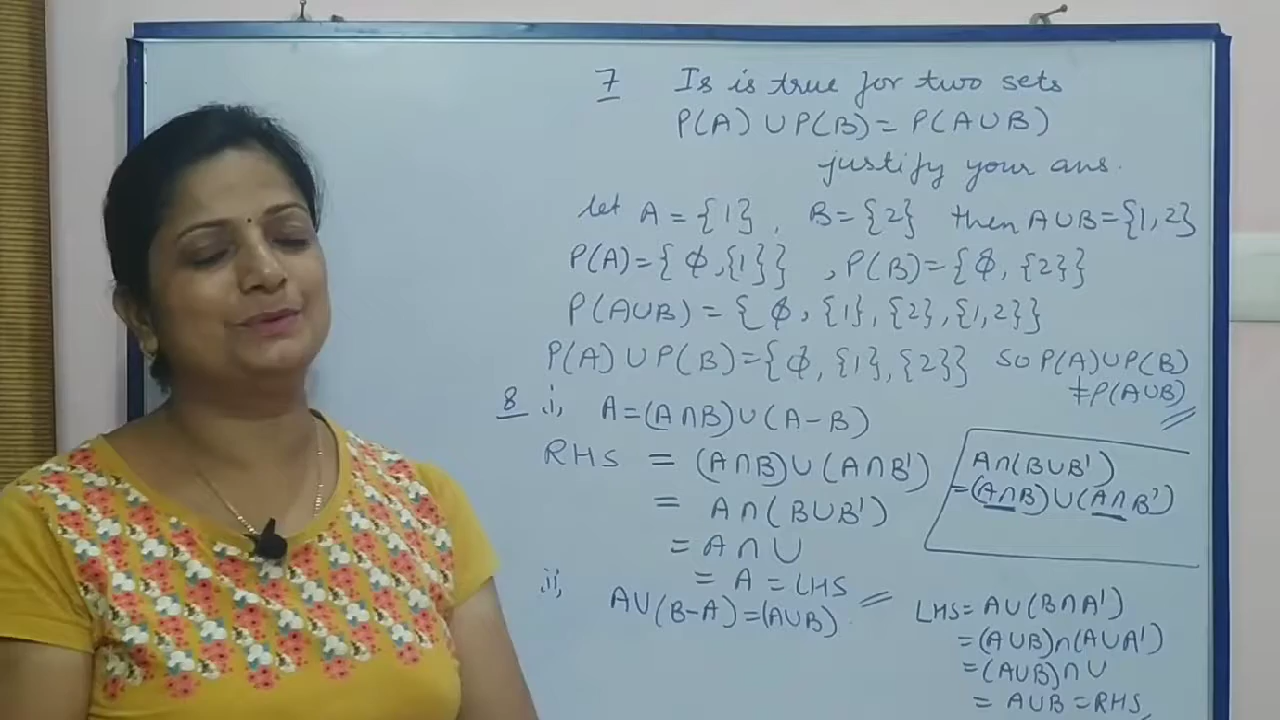 7 Is is true for two sets
P(A) ∪ P(B) = P(A∪B)
justify your ans.
let A = {1}, B = {2} then A∪B = {1,2}
P(A) = { ϕ, {1}} , P(B) = {ϕ, {2}}
P(A∪B) = { ϕ, {1}, {2}, {1,2}}
P(A) ∪ P(B) = {ϕ, {1}, {2}} So P(A)∪P(B)
≠ P(A∪B)
8 i, A = (A∩B) ∪ (A - B)
RHS = (A∩B) ∪ (A∩B')
= A∩(B∪B')
= A∩U
= A = LHS
A∩(B∪B')
= (A∩B) ∪ (A∩B')
ii, A∪(B-A) = (A∪B)
LHS = A∪(B∩A')
= (A∪B)∩(A∪A')
= (A∪B)∩U
= A∪B = RHS